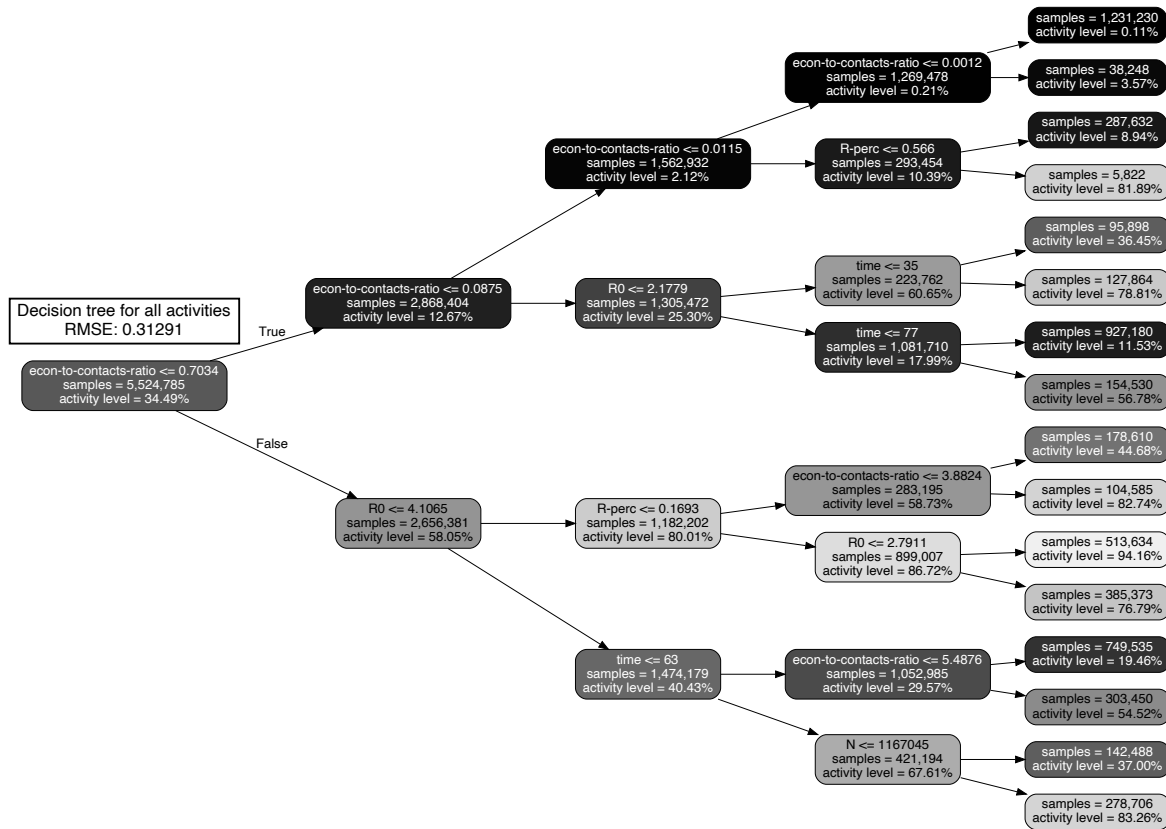 Decision tree for all activities
RMSE: 0.31291
econ-to-contacts-ratio <= 0.7034
samples = 5,524,785
activity level = 34.49%
True
False
econ-to-contacts-ratio <= 0.0875
samples = 2,868,404
activity level = 12.67%
R0 <= 4.1065
samples = 2,656,381
activity level = 58.05%
econ-to-contacts-ratio <= 0.0115
samples = 1,562,932
activity level = 2.12%
R0 <= 2.1779
samples = 1,305,472
activity level = 25.30%
R-perc <= 0.1693
samples = 1,182,202
activity level = 80.01%
time <= 63
samples = 1,474,179
activity level = 40.43%
econ-to-contacts-ratio <= 0.0012
samples = 1,269,478
activity level = 0.21%
R-perc <= 0.566
samples = 293,454
activity level = 10.39%
time <= 35
samples = 223,762
activity level = 60.65%
time <= 77
samples = 1,081,710
activity level = 17.99%
econ-to-contacts-ratio <= 3.8824
samples = 283,195
activity level = 58.73%
R0 <= 2.7911
samples = 899,007
activity level = 86.72%
econ-to-contacts-ratio <= 5.4876
samples = 1,052,985
activity level = 29.57%
N <= 1167045
samples = 421,194
activity level = 67.61%
samples = 1,231,230
activity level = 0.11%
samples = 38,248
activity level = 3.57%
samples = 287,632
activity level = 8.94%
samples = 5,822
activity level = 81.89%
samples = 95,898
activity level = 36.45%
samples = 127,864
activity level = 78.81%
samples = 927,180
activity level = 11.53%
samples = 154,530
activity level = 56.78%
samples = 178,610
activity level = 44.68%
samples = 104,585
activity level = 82.74%
samples = 513,634
activity level = 94.16%
samples = 385,373
activity level = 76.79%
samples = 749,535
activity level = 19.46%
samples = 303,450
activity level = 54.52%
samples = 142,488
activity level = 37.00%
samples = 278,706
activity level = 83.26%